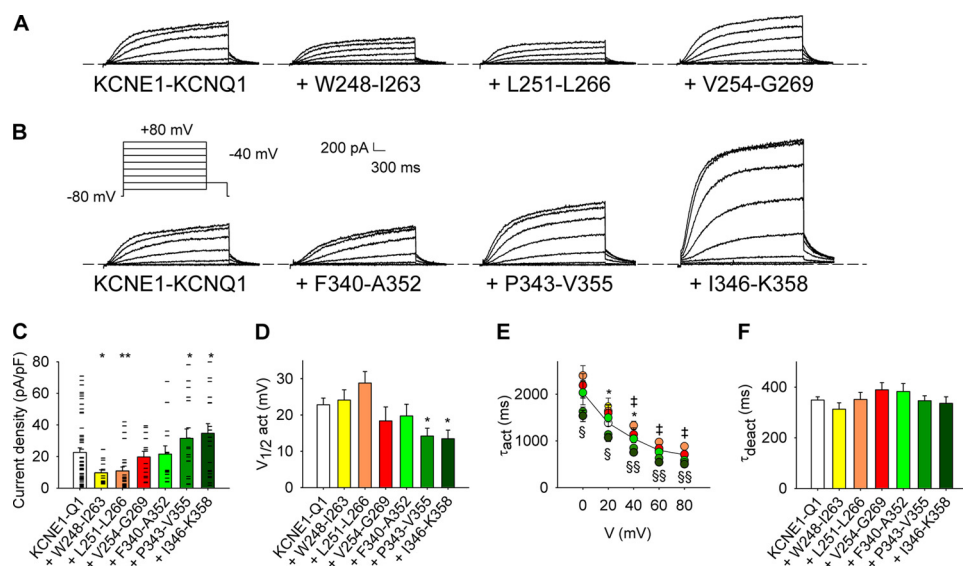 A
KCNE1-KCNQ1
+ W248-I263
+ L251-L266
+ V254-G269
B
+80 mV
-40 mV
-80 mV
200 pA
300 ms
KCNE1-KCNQ1
+ F340-A352
+ P343-V355
+ I346-K358
C
Current density (pA/pF)
80
60
40
20
0
*
**
*
*
KCNE1-Q1
+ W248-I263
+ L251-L266
+ V254-G269
+ F340-A352
+ P343-V355
+ I346-K358
D
V1/2 act (mV)
30
20
10
0
*
*
KCNE1-Q1
+ W248-I263
+ L251-L266
+ V254-G269
+ F340-A352
+ P343-V355
+ I346-K358
E
τact (ms)
2000
1000
0
*
‡
*
‡
‡
§
§
§§
§§
§§
0 20 40 60 80
V (mV)
F
τdeact (ms)
600
400
200
0
KCNE1-Q1
+ W248-I263
+ L251-L266
+ V254-G269
+ F340-A352
+ P343-V355
+ I346-K358